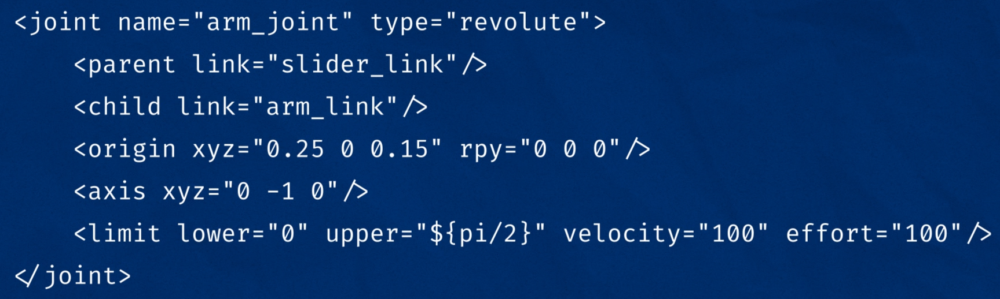 <joint name="arm_joint" type="revolute">
    <parent link="slider_link"/>
    <child link="arm_link"/>
    <origin xyz="0.25 0 0.15" rpy="0 0 0"/>
    <axis xyz="0 -1 0"/>
    <limit lower="0" upper="${pi/2}" velocity="100" effort="100"/>
</joint>